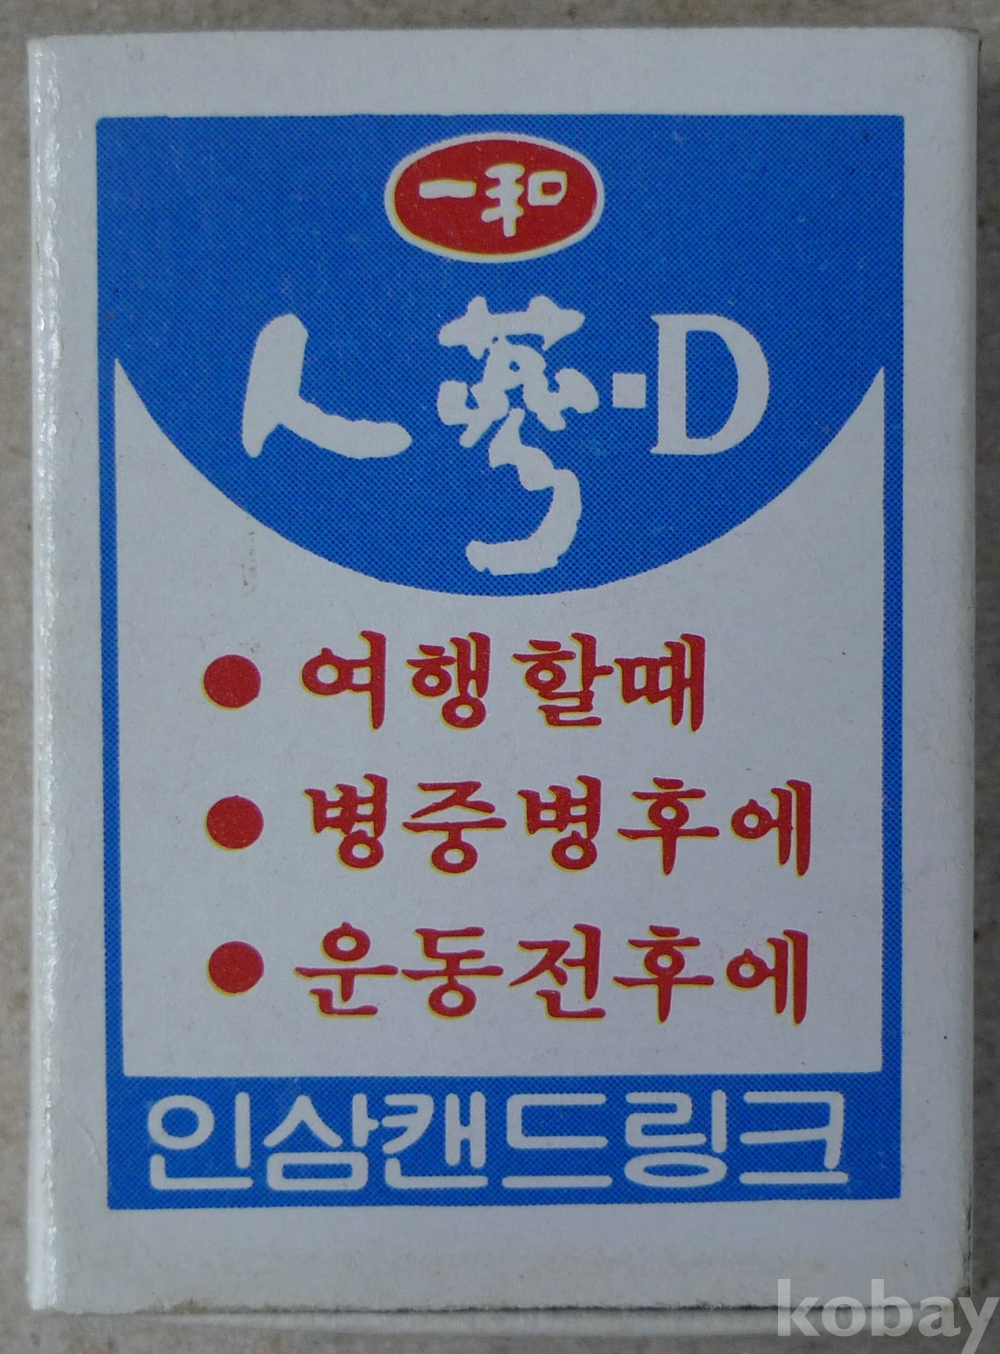 一和
人蔘·D
● 여행할때
● 병중병후에
● 운동전후에
인삼캔드링크
kobay